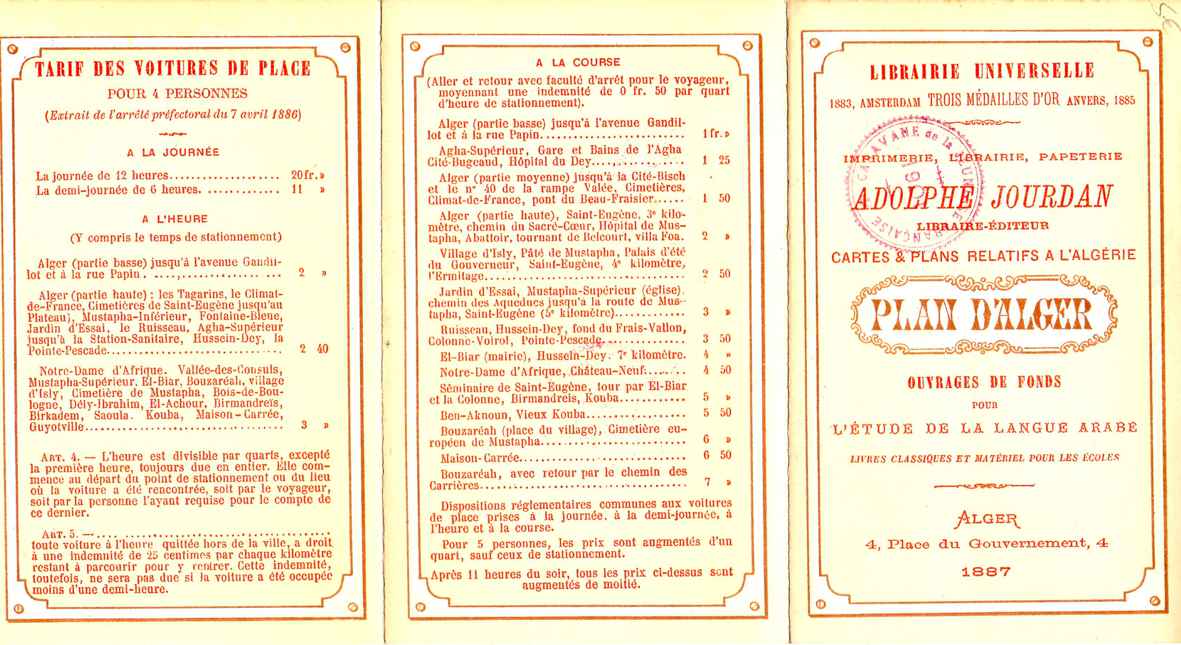 TARIF DES VOITURES DE PLACE
POUR 4 PERSONNES
(Extrait de l'arrêté préfectoral du 7 avril 1886)
A LA JOURNÉE
La journée de 12 heures................. 20 fr. »
La demi-journée de 6 heures. ............ 11 »
A L'HEURE
(Y compris le temps de stationnement)
Alger (partie basse) jusqu'à l'avenue Gandil-
lot et à la rue Papin . ....,............... 2 »
Alger (partie haute) : les Tagarins, le Climat-
de-France, Cimetières de Saint-Eugène jusqu'au
Plateau), Mustapha-Inférieur, Fontaine-Bleue,
Jardin d'Essai, le Ruisseau, Agha-Supérieur
jusqu'à la Station-Sanitaire, Hussein-Dey, la
Pointe-Pescade........................... 2 40
Notre-Dame d'Afrique. Vallée-des-Consuls,
Mustapha-Supérieur. El-Biar, Bouzaréah, village
d'Isly, Cimetière de Mustapha, Bois-de-Bou-
logne, Dély-Ibrahim, El-Achour, Birmandreïs,
Birkadem, Saoula. Kouba, Maison-Carrée,
Guyotville.............................. 3 »
ART. 4. — L'heure est divisible par quarts, excepté
la première heure, toujours due en entier. Elle com-
mence au départ du point de stationnement ou du lieu
où la voiture a été rencontrée, soit par le voyageur,
soit par la personne l'ayant requise pour le compte de
ce dernier.
ART. 5. — ....................................
toute voiture à l'heure quittée hors de la ville, a droit
à une indemnité de 25 centimes par chaque kilomètre
restant à parcourir pour y rentrer. Cette indemnité,
toutefois, ne sera pas due si la voiture a été occupée
moins d'une demi-heure.
A LA COURSE
(Aller et retour avec faculté d'arrêt pour le voyageur,
moyennant une indemnité de 0 fr. 50 par quart
d'heure de stationnement).
Alger (partie basse) jusqu'à l'avenue Gandil-
lot et à la rue Papin...................... 1 fr. »
Agha-Supérieur, Gare et Bains de l'Agha
Cité-Bugeaud, Hôpital du Dey............... 1 25
Alger (partie moyenne) jusqu'à la Cité-Bisch
et le n° 40 de la rampe Valée, Cimetières,
Climat-de-France, pont du Beau-Fraisier...... 1 50
Alger (partie haute), Saint-Eugène. 3e kilo-
mètre, chemin du Sacré-Cœur, Hôpital de Mus-
tapha, Abattoir, tournant de Belcourt, villa Foa. 2 »
Village d'Isly, Pâté de Mustapha, Palais d'été
du Gouverneur, Saint-Eugène, 4e kilomètre,
l'Ermitage............................... 2 50
Jardin d'Essai, Mustapha-Supérieur (église).
chemin des Aqueducs jusqu'à la route de Mus-
tapha, Saint-Eugène (5e kilomètre)............ 3 »
Ruisseau, Hussein-Dey, fond du Frais-Vallon,
Colonne-Voirol, Pointe-Pescade.............. 3 50
El-Biar (mairie), Hussein-Dey. 7e kilomètre. 4 »
Notre-Dame d'Afrique, Château-Neuf........ 4 50
Séminaire de Saint-Eugène, tour par El-Biar
et la Colonne, Birmandreis, Kouba............ 5 »
Ben-Aknoun, Vieux Kouba................. 5 50
Bouzaréah (place du village), Cimetière eu-
ropéen de Mustapha....................... 6 »
Maison-Carrée............................ 6 50
Bouzaréah, avec retour par le chemin des
Carrières................................ 7 »
Dispositions réglementaires communes aux voitures
de place prises à la journée. à la demi-journée, à
l'heure et à la course.
Pour 5 personnes, les prix sont augmentés d'un
quart, sauf ceux de stationnement.
Après 11 heures du soir, tous les prix ci-dessus sont
augmentés de moitié.
LIBRAIRIE UNIVERSELLE
1883, AMSTERDAM TROIS MÉDAILLES D'OR ANVERS, 1885
IMPRIMERIE, LIBRAIRIE, PAPETERIE
ADOLPHE JOURDAN
LIBRAIRE-ÉDITEUR
CARTES & PLANS RELATIFS A L'ALGÉRIE
PLAN D'ALGER
OUVRAGES DE FONDS
POUR
L'ÉTUDE DE LA LANGUE ARABE
LIVRES CLASSIQUES ET MATÉRIEL POUR LES ÉCOLES
ALGER
4, Place du Gouvernement, 4
1887
CARAVANE de la
FRANÇAISE